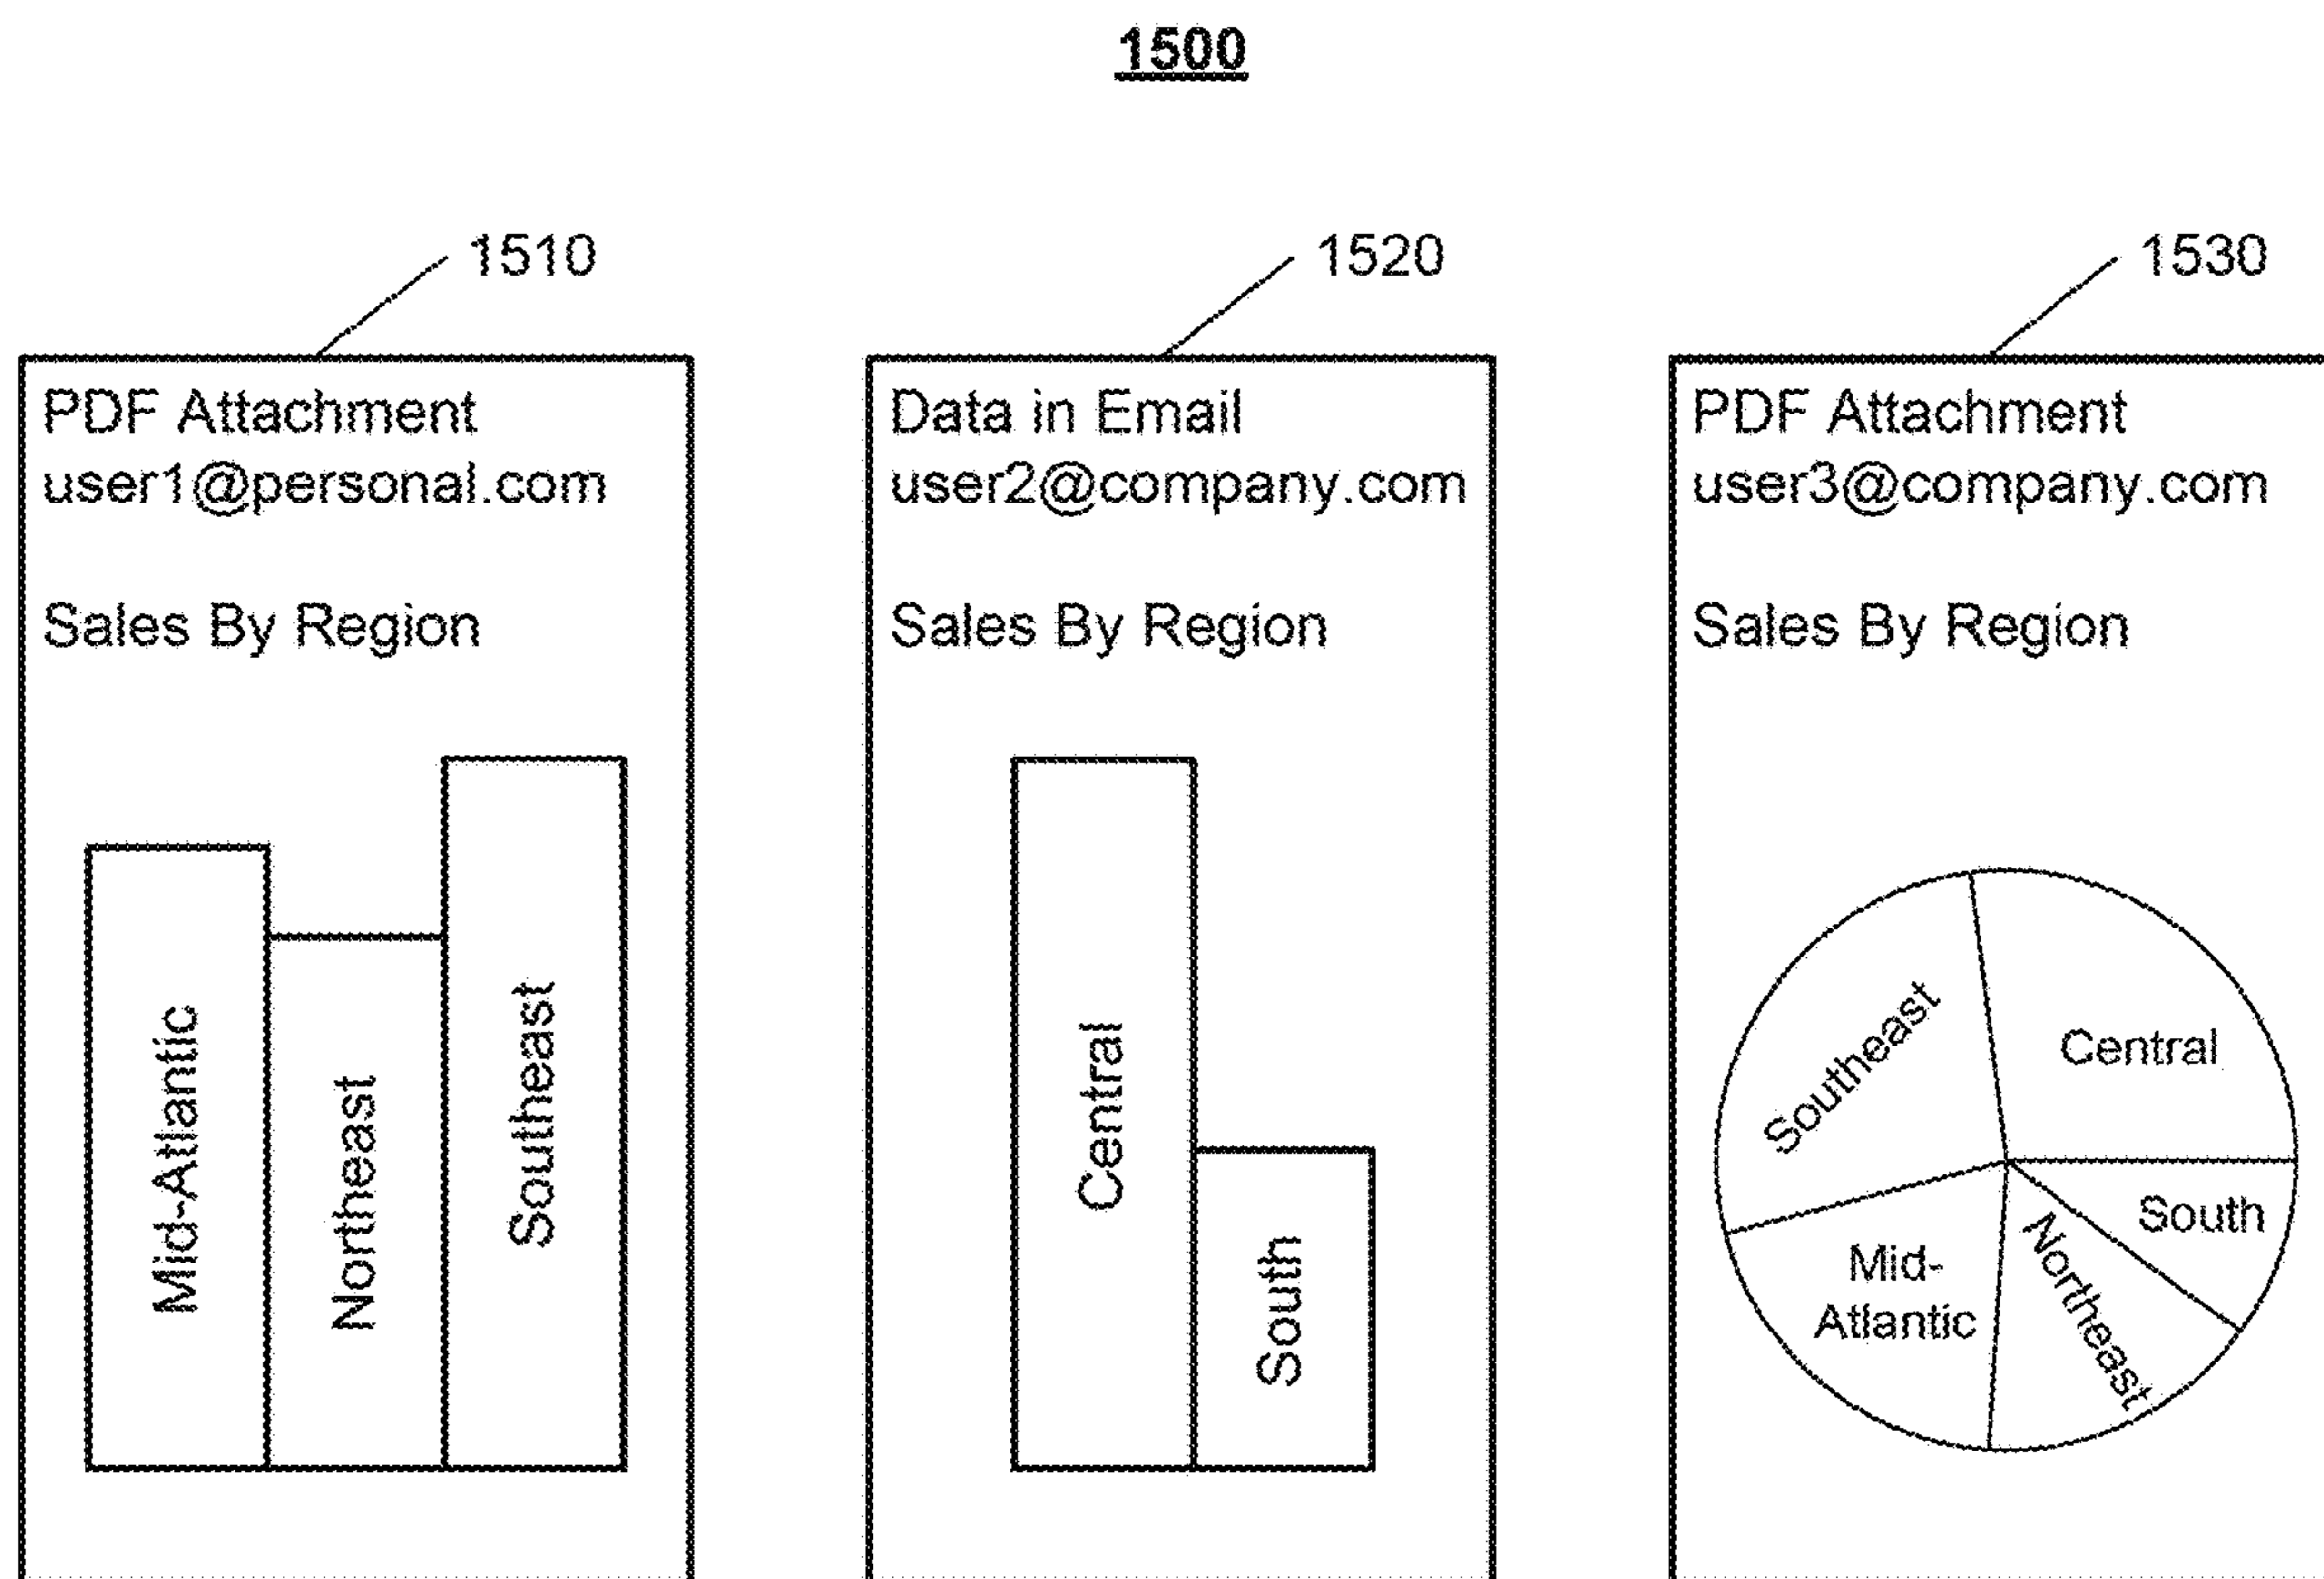 1500
1510
PDF Attachment
user1@personal.com
Sales By Region
Mid-Atlantic
Northeast
Southeast
1520
Data in Email
user2@company.com
Sales By Region
Central
South
1530
PDF Attachment
user3@company.com
Sales By Region
Southeast
Central
South
Mid-
Atlantic
Northeast